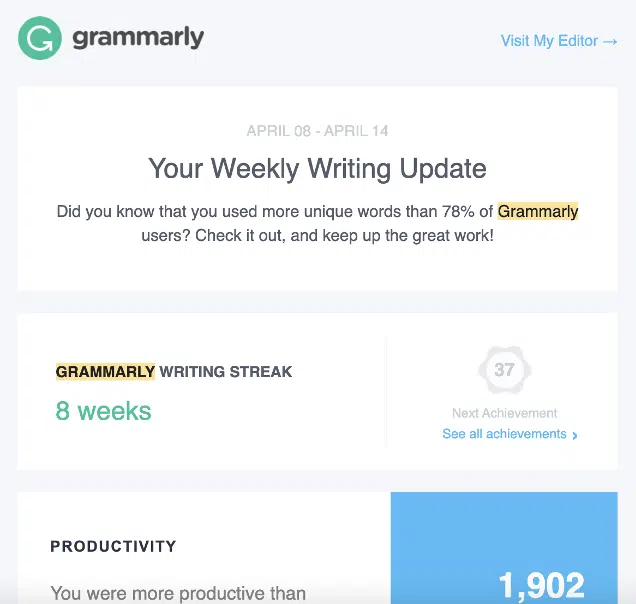 grammarly
Visit My Editor →
APRIL 08 - APRIL 14
Your Weekly Writing Update
Did you know that you used more unique words than 78% of Grammarly
users? Check it out, and keep up the great work!
GRAMMARLY WRITING STREAK
8 weeks
37
Next Achievement
See all achievements ›
PRODUCTIVITY
You were more productive than
1,902